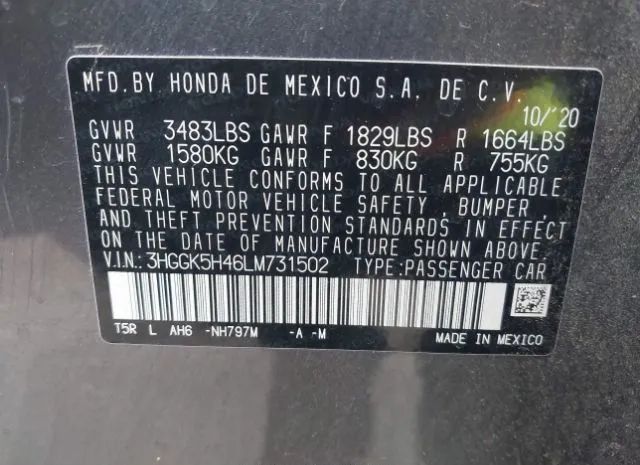 MFD.BY HONDA DE MEXICO S.A. DE C.V.
10/'20
GVWR 3483LBS GAWR F 1829LBS R 1664LBS
GVWR 1580KG GAWR F 830KG R 755KG
THIS VEHICLE CONFORMS TO ALL APPLICABLE
FEDERAL MOTOR VEHICLE SAFETY , BUMPER ,
AND THEFT PREVENTION STANDARDS IN EFFECT
ON THE DATE OF MANUFACTURE SHOWN ABOVE.
V.I.N.: 3HGGK5H46LM731502 TYPE:PASSENGER CAR
T5R L AH6 -NH797M -A -M MADE IN MEXICO